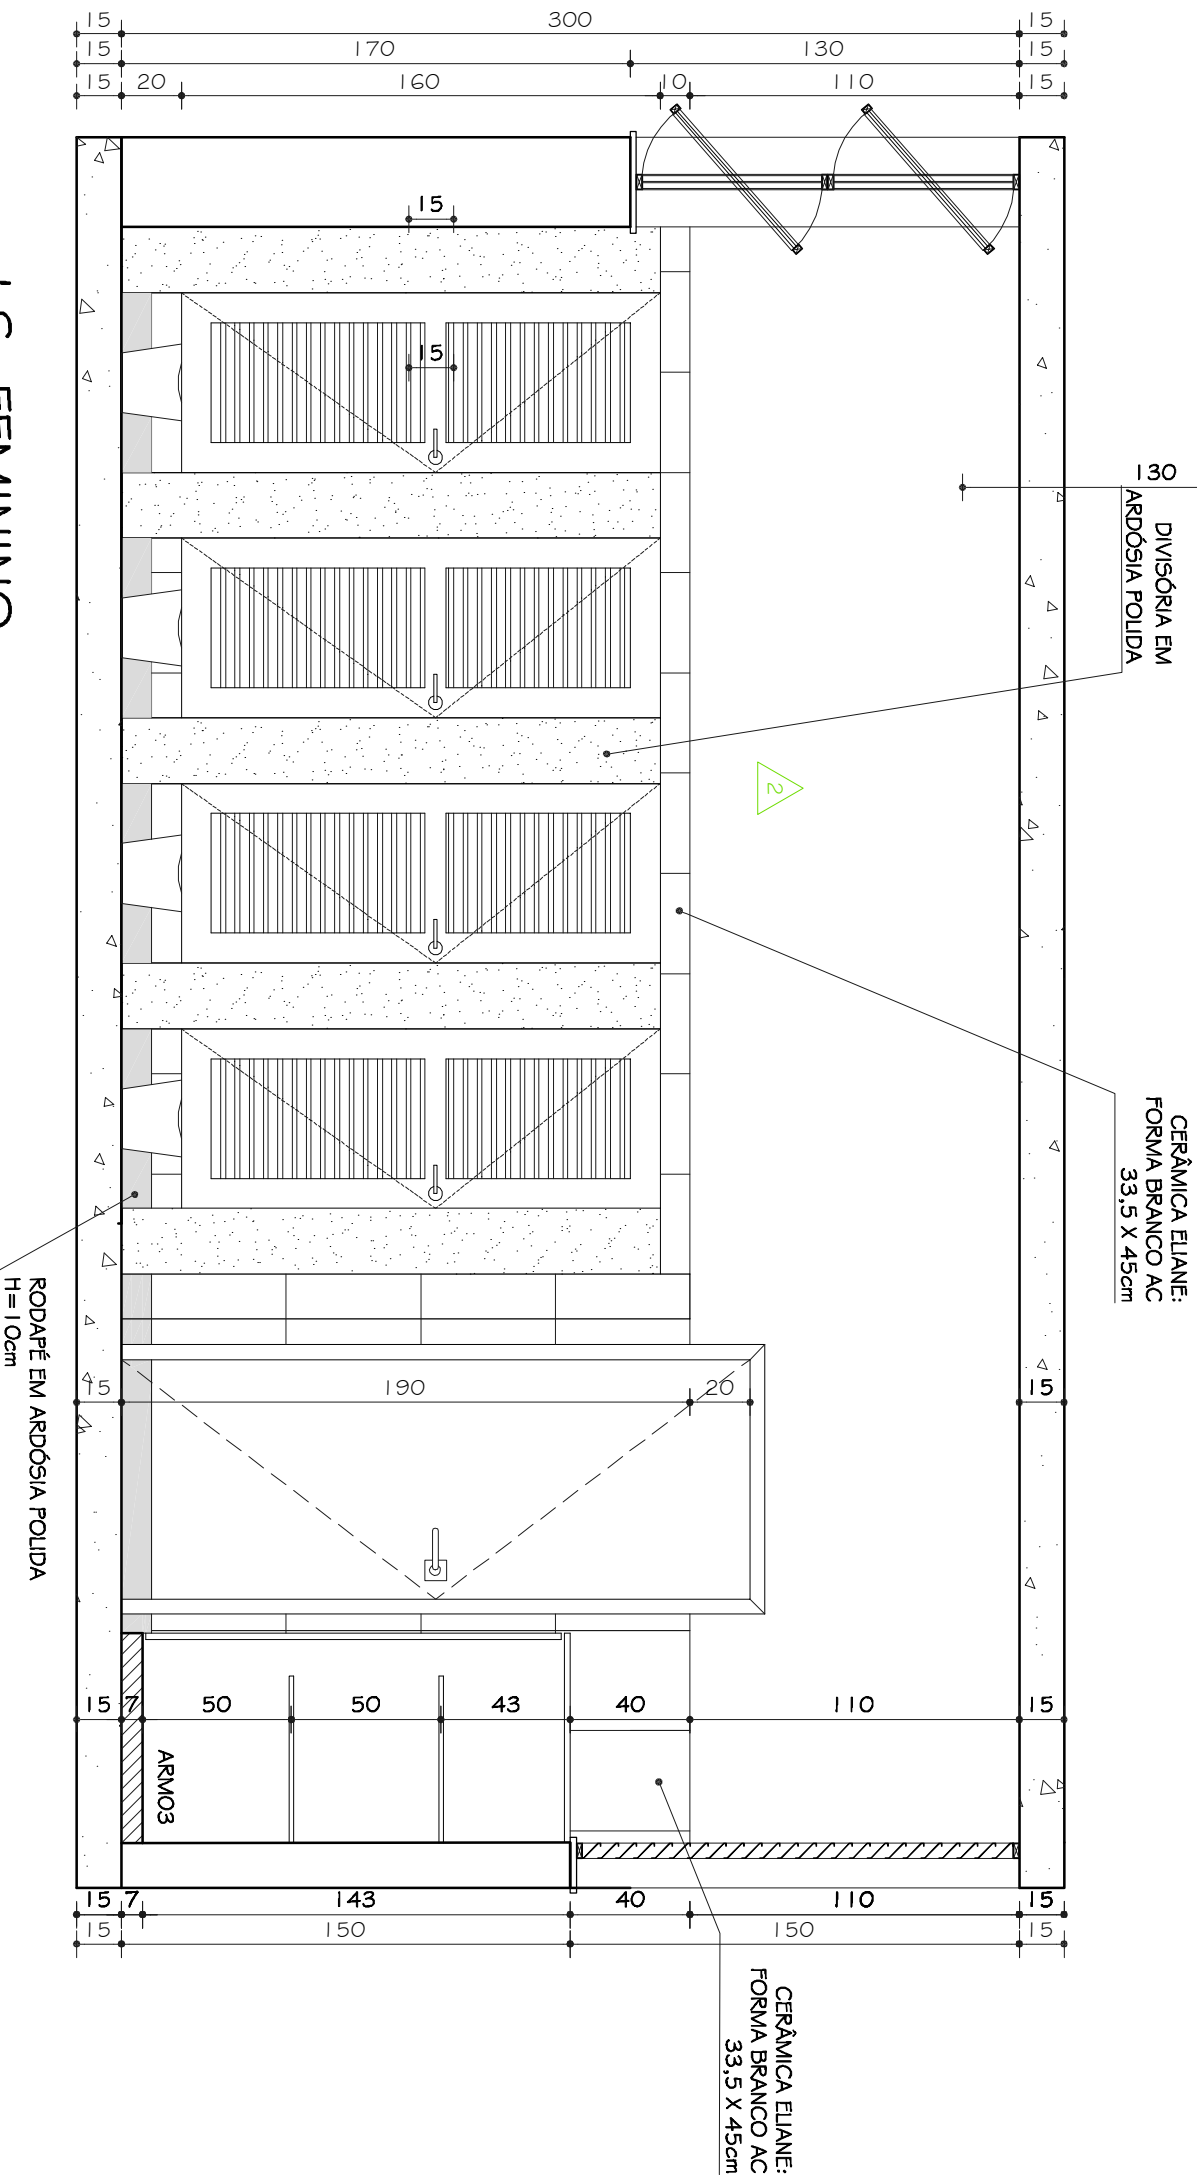 15 300 15
15 170 130 15
15 20 160 10 110 15
15
15
130
DIVISÓRIA EM
ARDÓSIA POLIDA
2
CERÂMICA ELIANE:
FORMA BRANCO AC
33,5 X 45cm
RODAPÉ EM ARDÓSIA POLIDA
H=10cm
15 190 20 15
15 7 50 50 43 40 110 15
ARM03
15 7 143 40 110 15
15 150 150 15
CERÂMICA ELIANE:
FORMA BRANCO AC
33,5 X 45cm